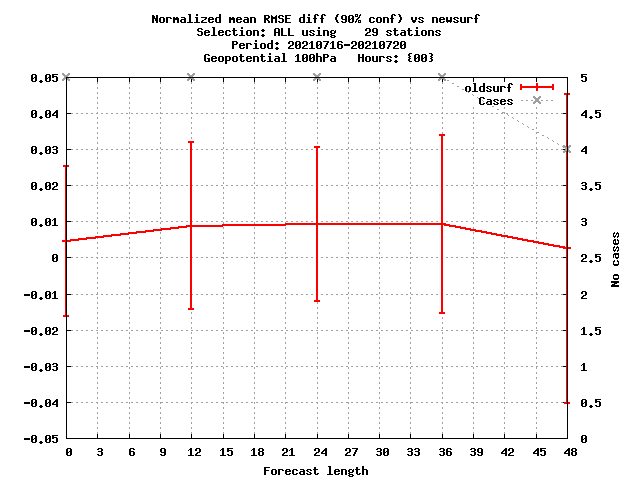 Normalized mean RMSE diff (90% conf) vs newsurf
Selection: ALL using    29 stations
Period: 20210716-20210720
Geopotential 100hPa   Hours: {00}
oldsurf
Cases
0.05
0.04
0.03
0.02
0.01
0
-0.01
-0.02
-0.03
-0.04
-0.05
5
4.5
4
3.5
3
2.5
2
1.5
1
0.5
0
No cases
0 3 6 9 12 15 18 21 24 27 30 33 36 39 42 45 48
Forecast length